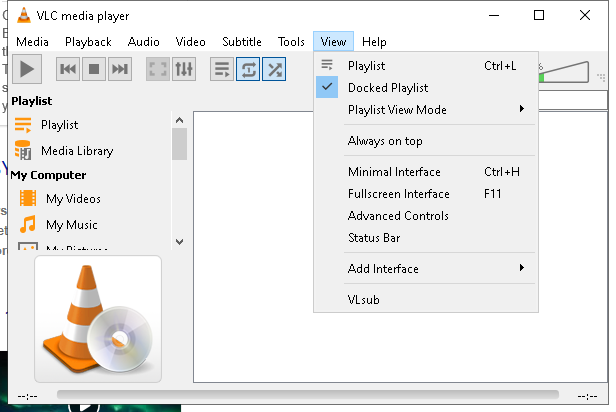 VLC media player
Media Playback Audio Video Subtitle Tools View Help
Playlist
Playlist
Media Library
My Computer
My Videos
My Music
My Pictures
Playlist Ctrl+L
Docked Playlist
Playlist View Mode
Always on top
Minimal Interface Ctrl+H
Fullscreen Interface F11
Advanced Controls
Status Bar
Add Interface
VLsub
%
--:-- --:--